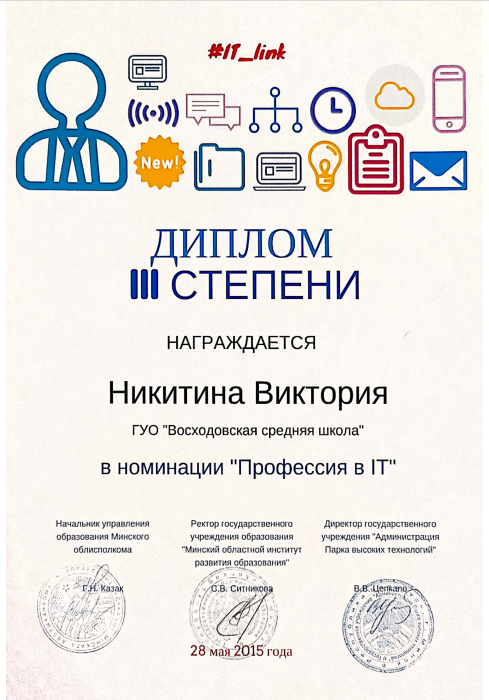 #IT_link
New!
ДИПЛОМ
III СТЕПЕНИ
НАГРАЖДАЕТСЯ
Никитина Виктория
ГУО "Восходовская средняя школа"
в номинации "Профессия в IT"
Начальник управления
образования Минского
облисполкома
Г.Н. Казак
Ректор государственного
учреждения образования
"Минский областной институт
развития образования"
С.В. Ситникова
Директор государственного
учреждения "Администрация
Парка высоких технологий"
В.В. Цепкало
28 мая 2015 года